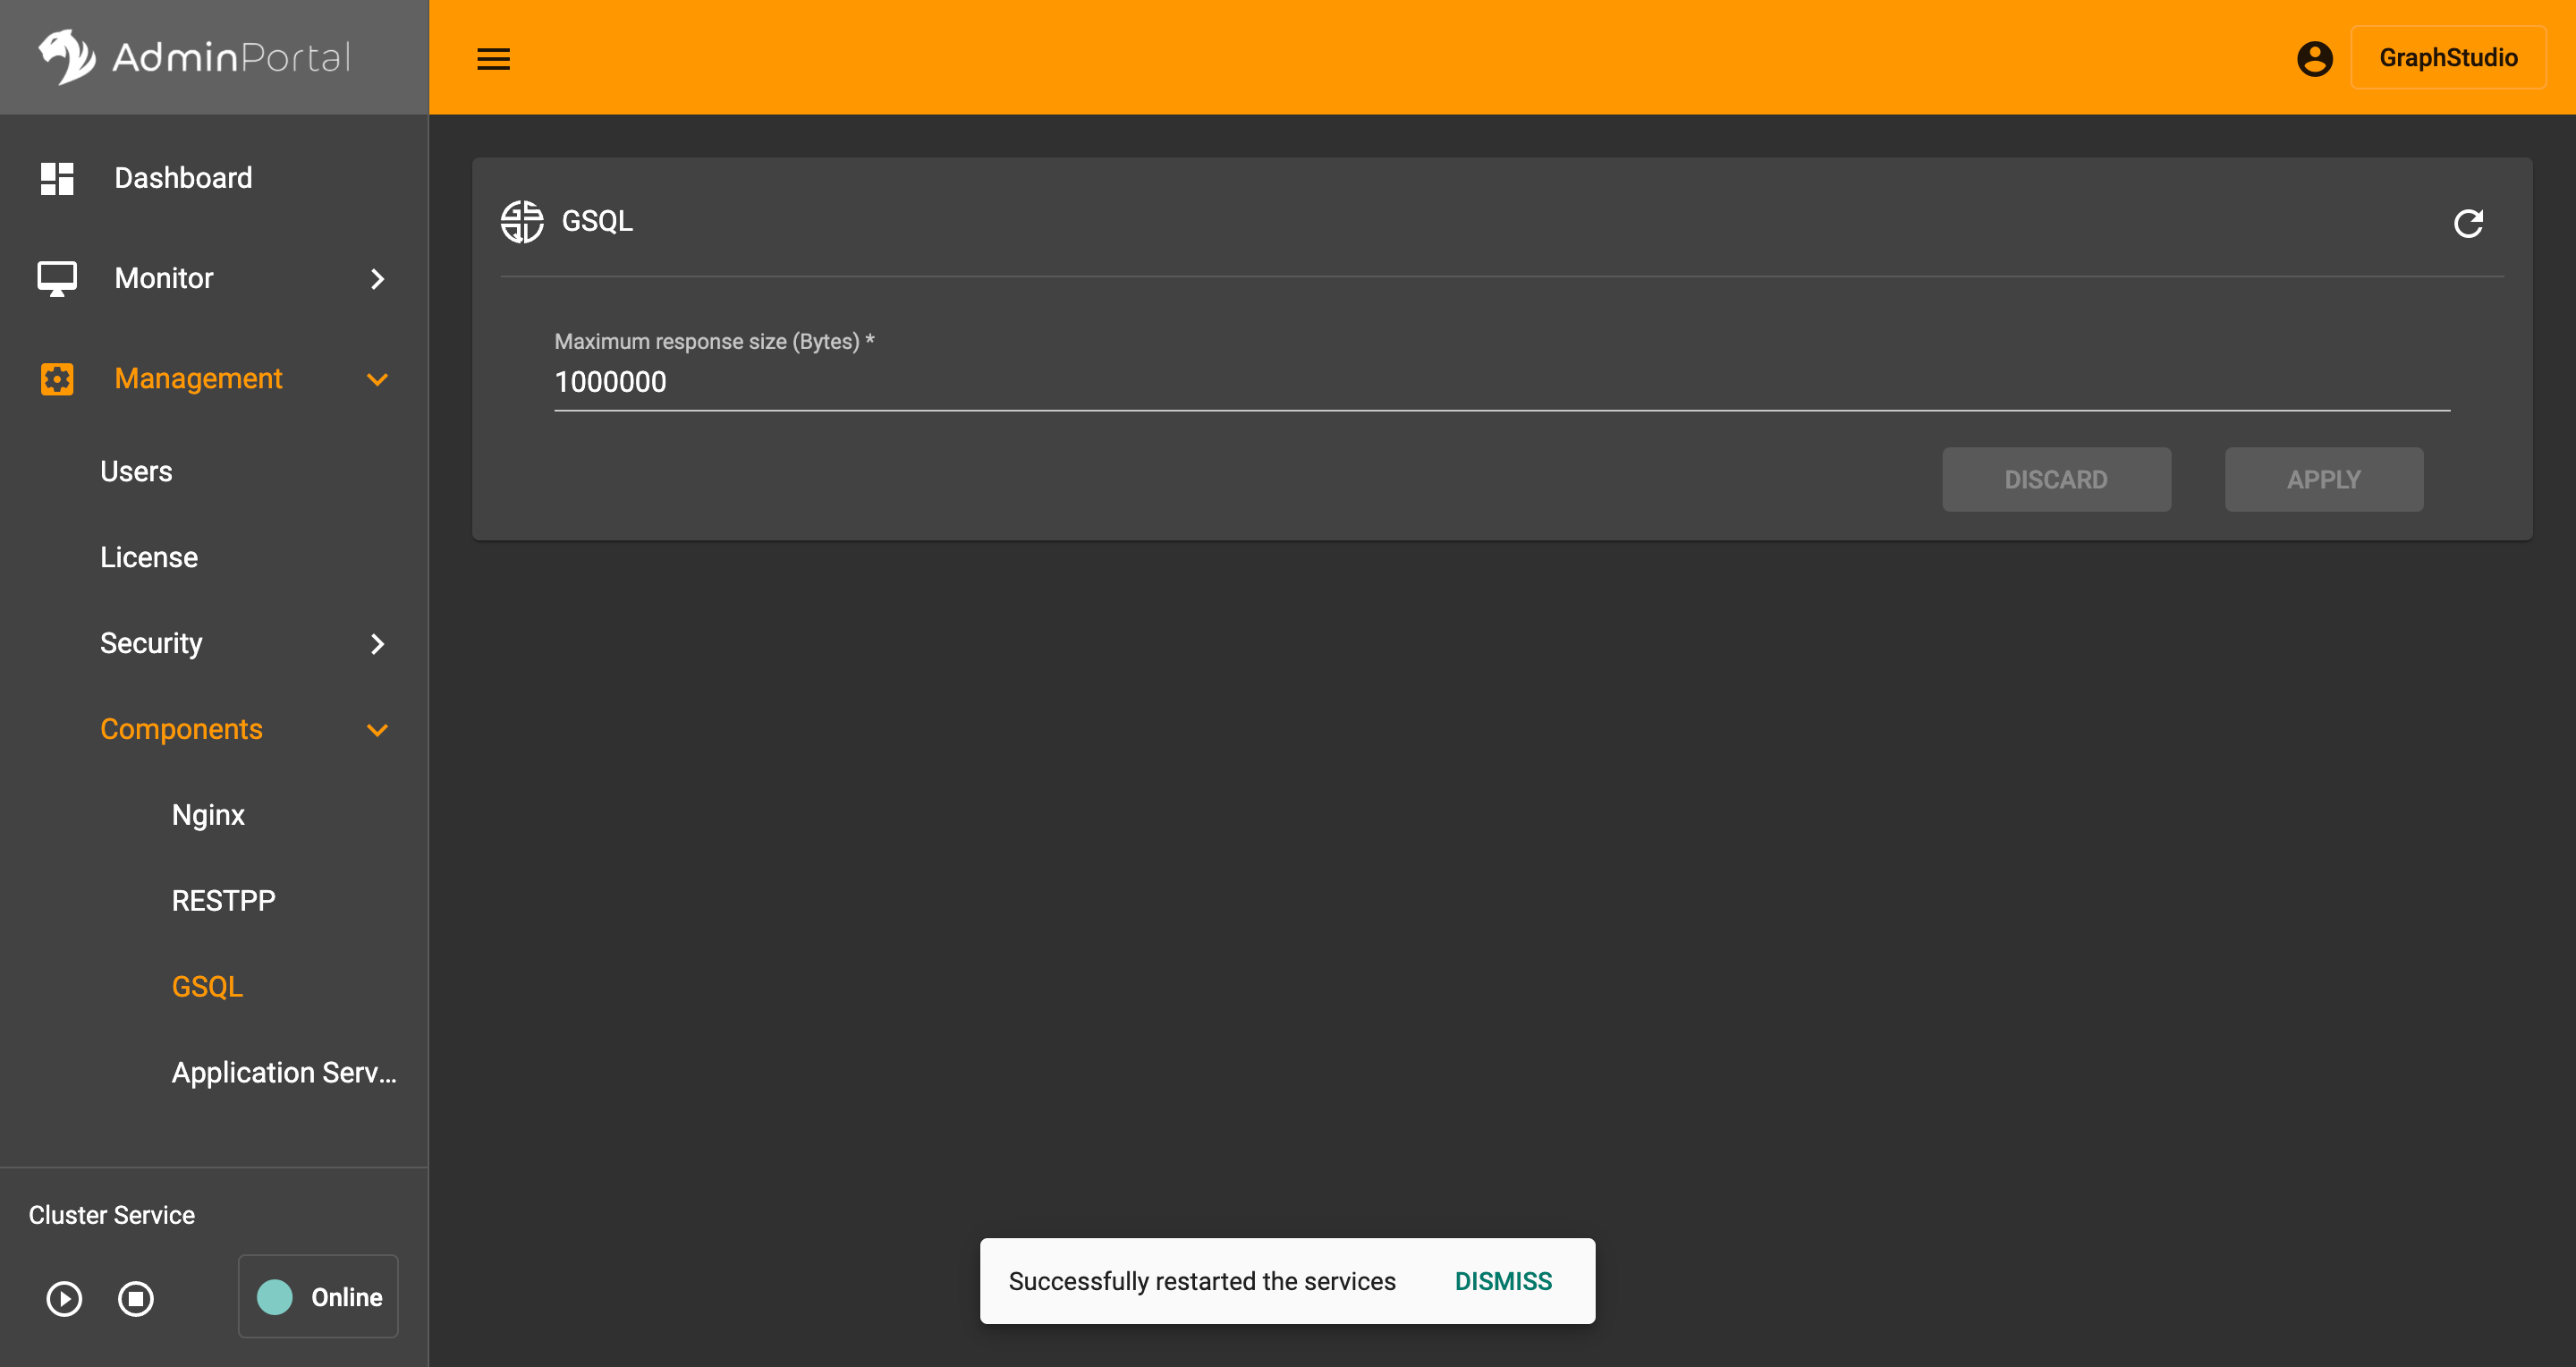 AdminPortal
GraphStudio
Dashboard
Monitor
Management
Users
License
Security
Components
Nginx
RESTPP
GSQL
Application Serv...
Cluster Service
Online
GSQL
Maximum response size (Bytes) *
1000000
DISCARD
APPLY
Successfully restarted the services
DISMISS